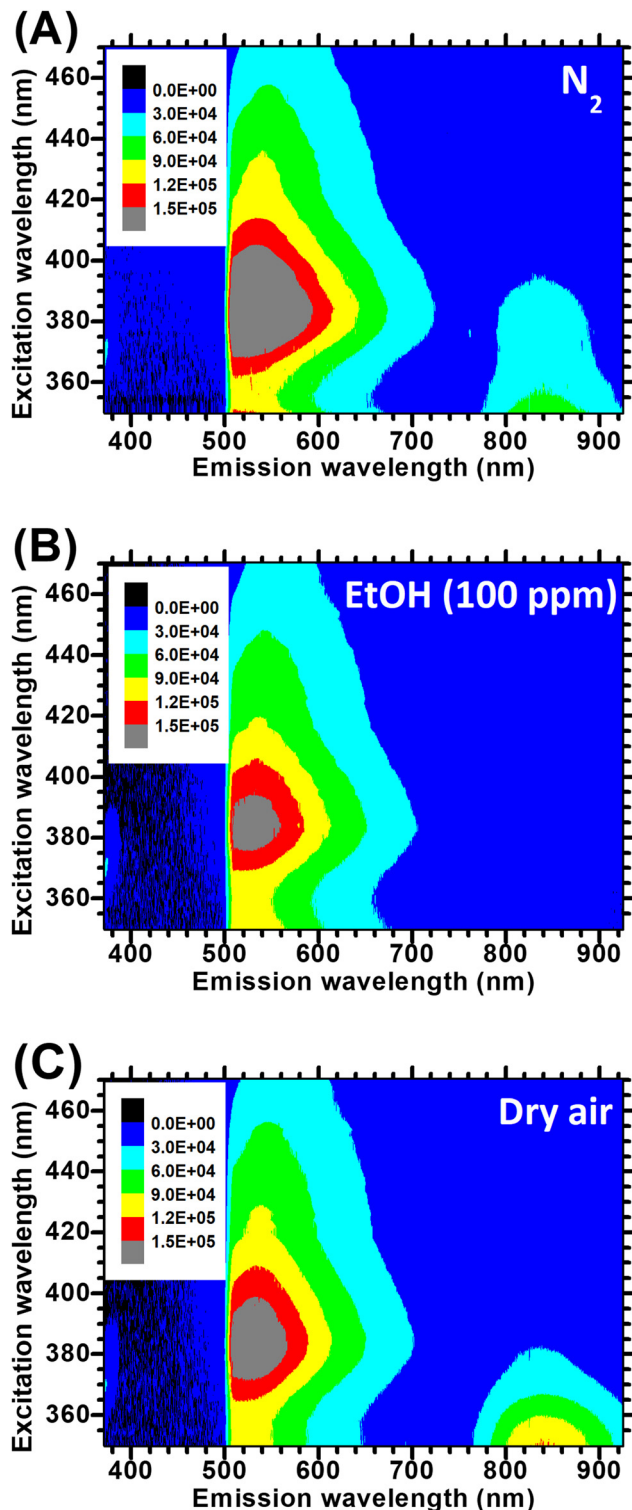 (A)
N2
460
440
420
400
380
360
0.0E+00
3.0E+04
6.0E+04
9.0E+04
1.2E+05
1.5E+05
Excitation wavelength (nm)
400 500 600 700 800 900
Emission wavelength (nm)
(B)
EtOH (100 ppm)
460
440
420
400
380
360
0.0E+00
3.0E+04
6.0E+04
9.0E+04
1.2E+05
1.5E+05
Excitation wavelength (nm)
400 500 600 700 800 900
Emission wavelength (nm)
(C)
Dry air
460
440
420
400
380
360
0.0E+00
3.0E+04
6.0E+04
9.0E+04
1.2E+05
1.5E+05
Excitation wavelength (nm)
400 500 600 700 800 900
Emission wavelength (nm)